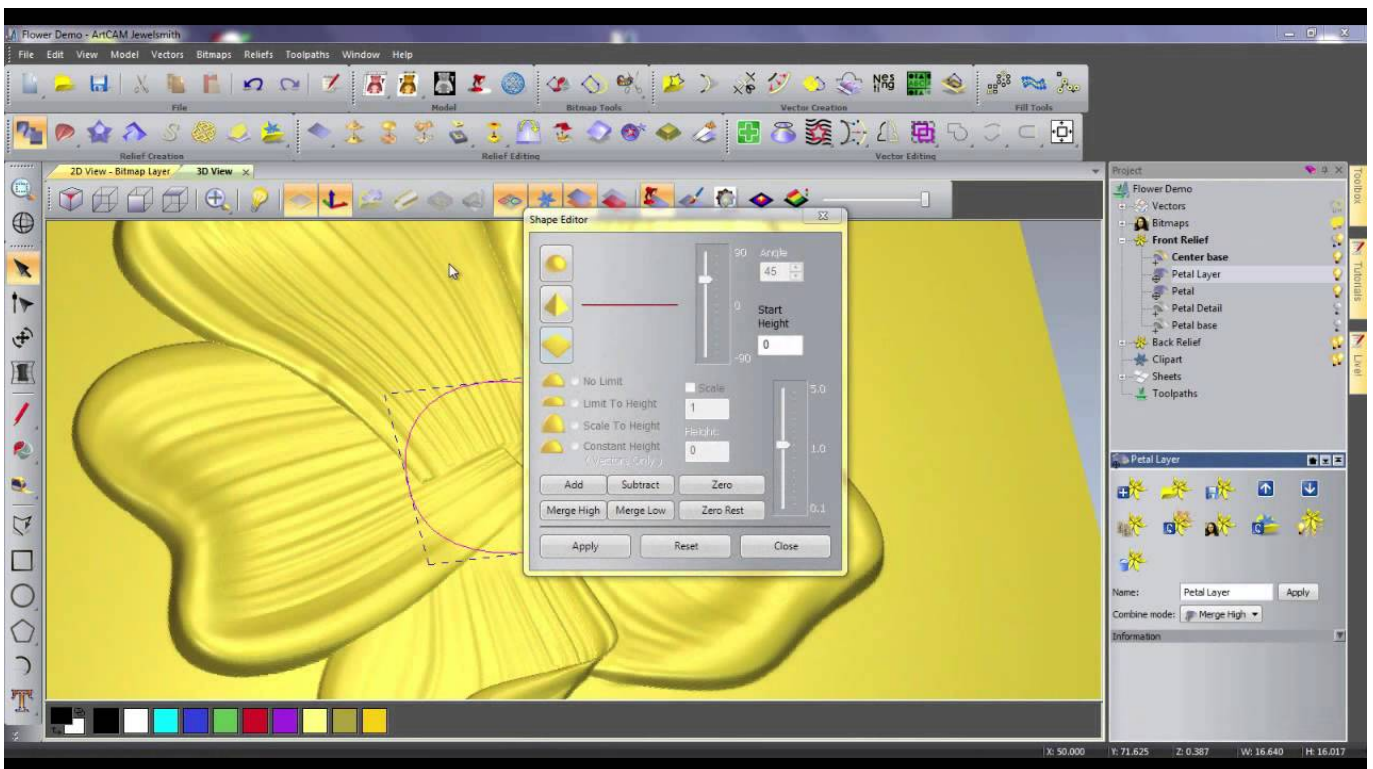 Flower Demo - ArtCAM Jewelsmith
File Edit View Model Vectors Bitmaps Reliefs Toolpaths Window Help
File Model Bitmap Tools Vector Creation Fill Tools
Relief Creation Relief Editing Vector Editing
2D View - Bitmap Layer 3D View
Shape Editor
90 Angle
45
0 Start
Height
0
-90
No Limit
Limit To Height
Scale To Height
Constant Height
( Vectors Only )
Scale
1
Height:
0
5.0
1.0
0.1
Add Subtract Zero
Merge High Merge Low Zero Rest
Apply Reset Close
Project
Flower Demo
Vectors
Bitmaps
Front Relief
Center base
Petal Layer
Petal
Petal Detail
Petal base
Back Relief
Clipart
Sheets
Toolpaths
Toolbox
Tutorials
Live!
Petal Layer
Name: Petal Layer Apply
Combine mode: Merge High
Information
X: 50.000 Y: 71.625 Z: 0.387 W: 16.640 H: 16.017